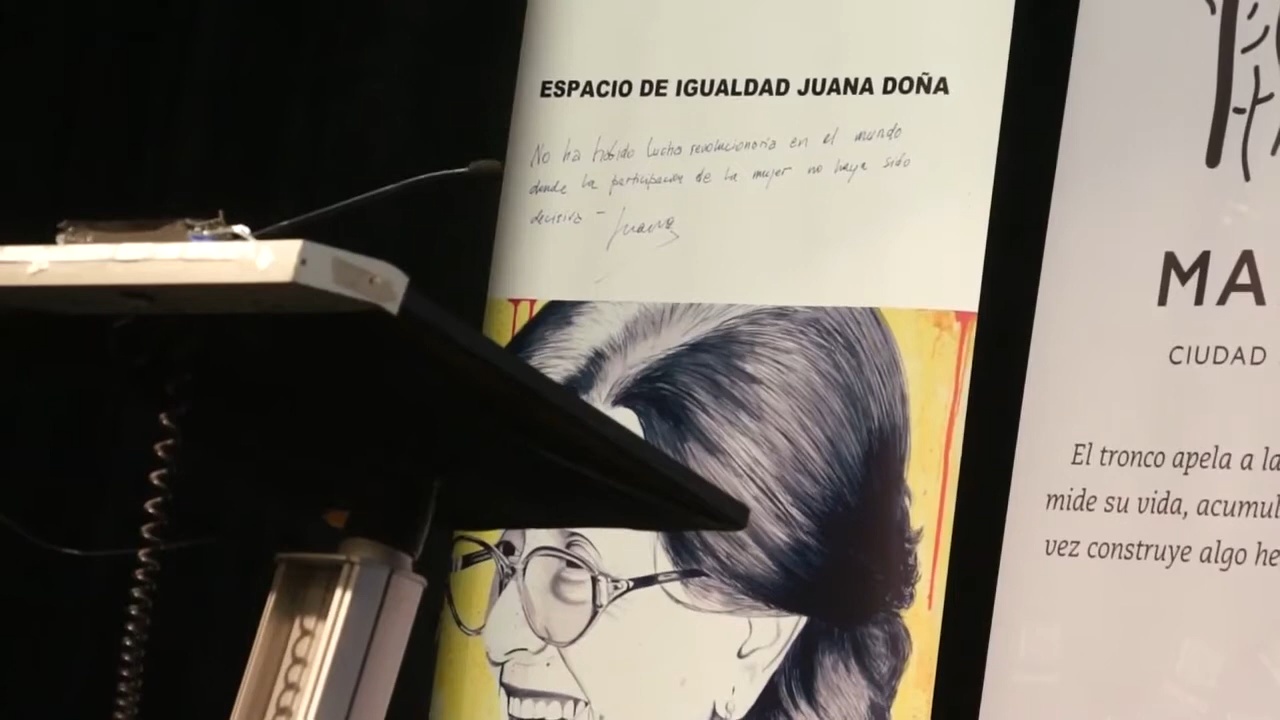 ESPACIO DE IGUALDAD JUANA DOÑA
No ha habido lucha revolucionaria en el mundo
donde la participación de la mujer no haya sido
decisiva - Juana
MA
CIUDAD
El tronco apela a la
mide su vida, acumul
vez construye algo he